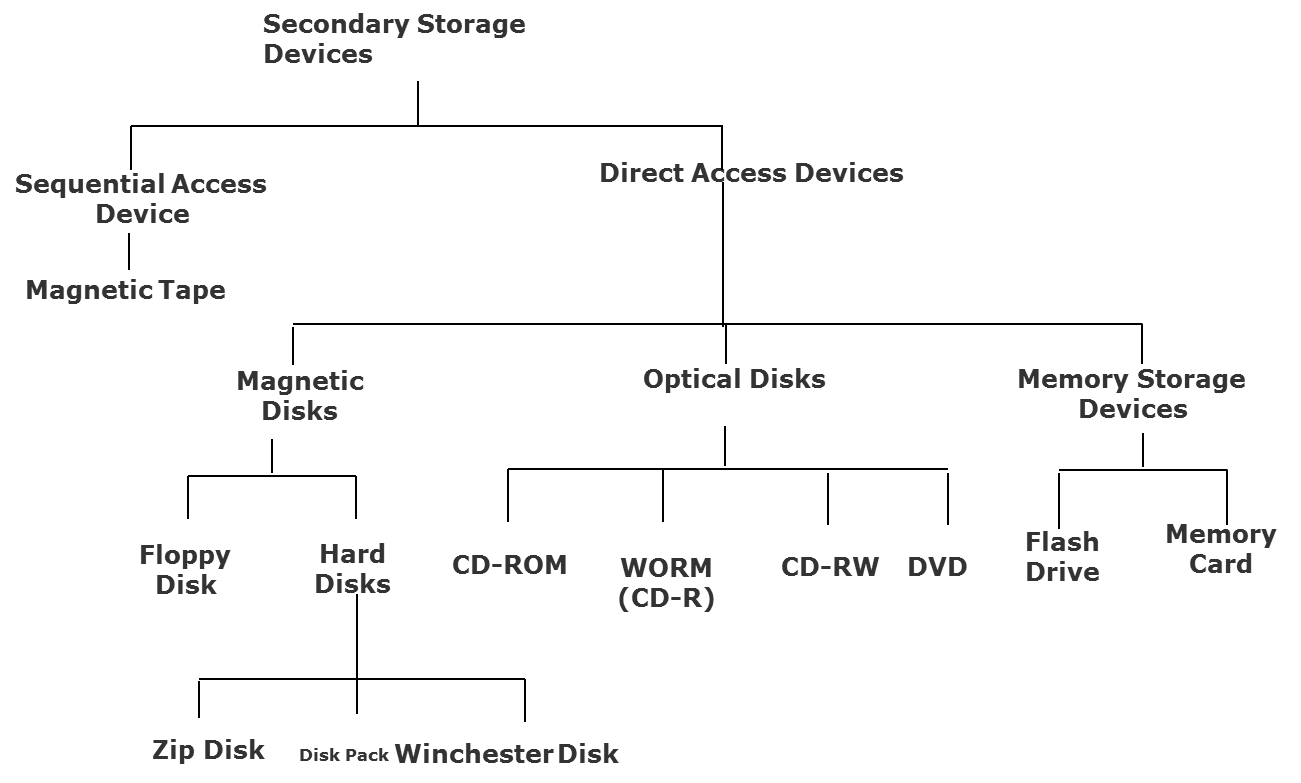 Secondary Storage
Devices
Sequential Access
Device
Direct Access Devices
Magnetic Tape
Magnetic
Disks
Optical Disks
Memory Storage
Devices
Floppy
Disk
Hard
Disks
CD-ROM
WORM
(CD-R)
CD-RW
DVD
Flash
Drive
Memory
Card
Zip Disk
Disk Pack
Winchester Disk